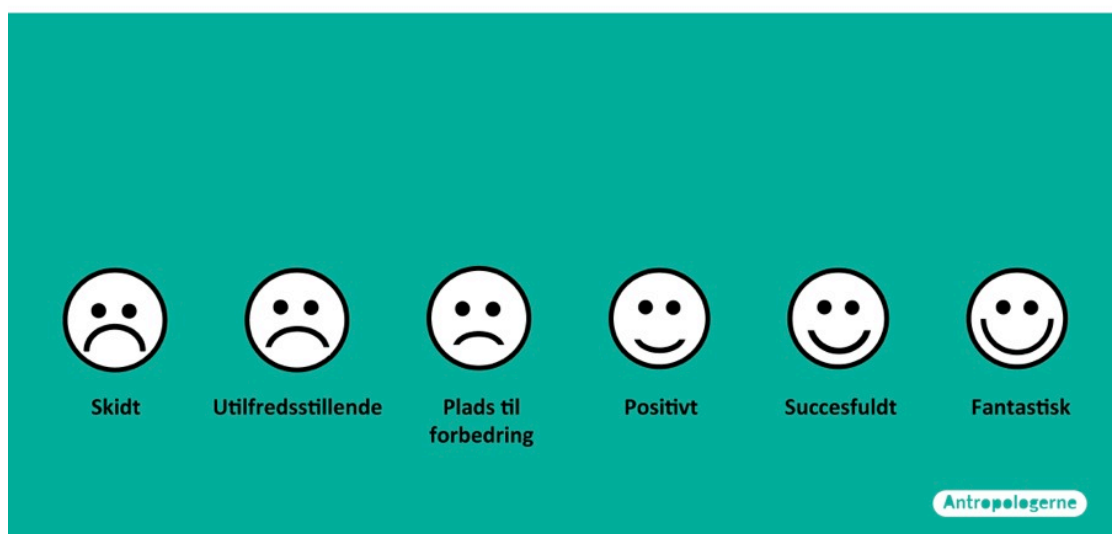 Skidt
Utilfredsstillende
Plads til
forbedring
Positivt
Succesfuldt
Fantastisk
Antropologerne